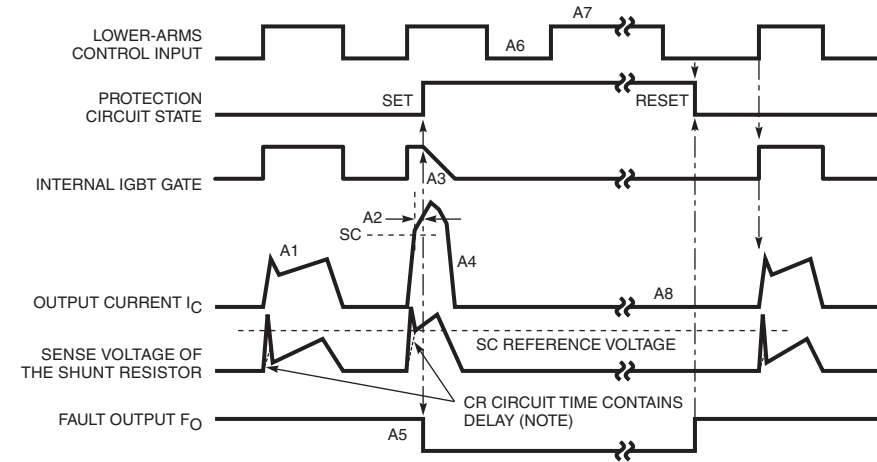 A7
LOWER-ARMS
CONTROL INPUT
A6
PROTECTION
CIRCUIT STATE
SET
RESET
INTERNAL IGBT GATE
A3
A2
SC
A1
A4
OUTPUT CURRENT IC
A8
SC REFERENCE VOLTAGE
SENSE VOLTAGE OF
THE SHUNT RESISTOR
CR CIRCUIT TIME CONTAINS
DELAY (NOTE)
FAULT OUTPUT FO
A5